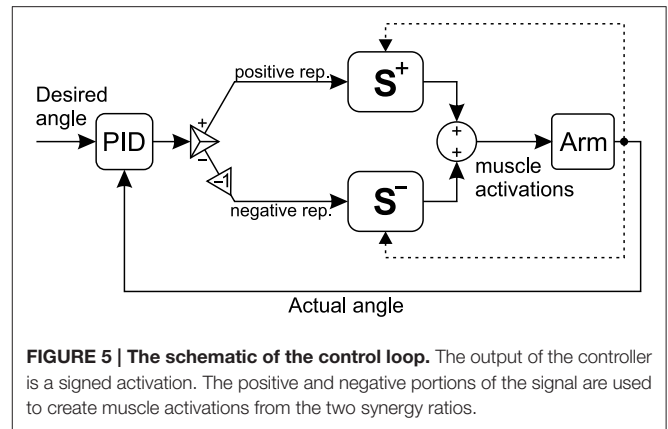 Desired
angle
PID
+
−
−1
positive rep.
negative rep.
S+
S−
+
+
muscle
activations
Arm
Actual angle
FIGURE 5 | The schematic of the control loop. The output of the controller
is a signed activation. The positive and negative portions of the signal are used
to create muscle activations from the two synergy ratios.